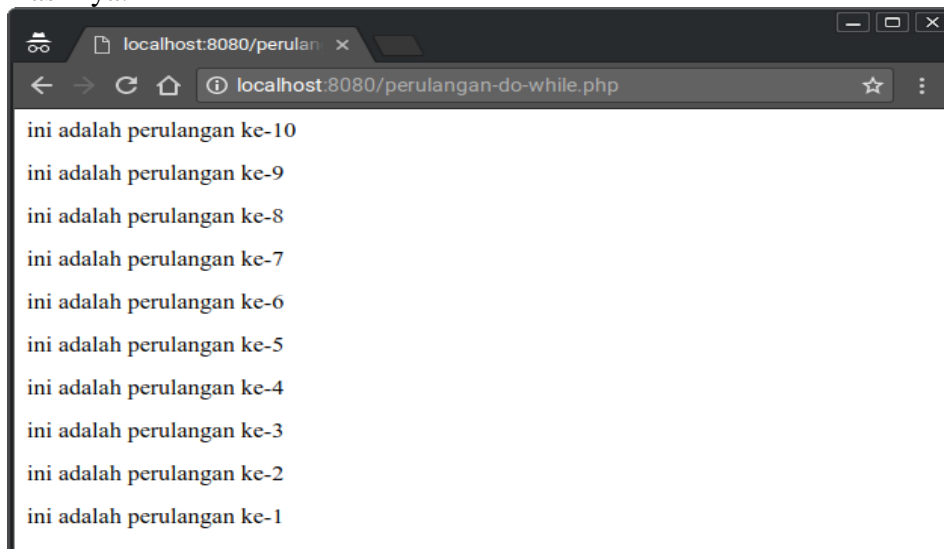 localhost:8080/perulan
localhost:8080/perulangan-do-while.php
ini adalah perulangan ke-10
ini adalah perulangan ke-9
ini adalah perulangan ke-8
ini adalah perulangan ke-7
ini adalah perulangan ke-6
ini adalah perulangan ke-5
ini adalah perulangan ke-4
ini adalah perulangan ke-3
ini adalah perulangan ke-2
ini adalah perulangan ke-1